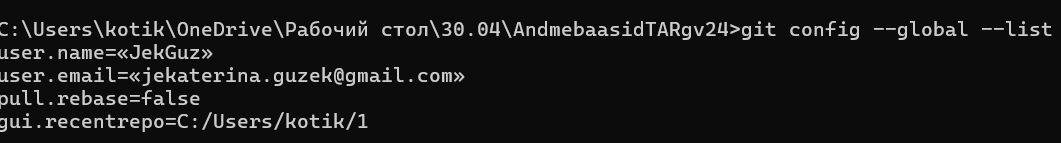 C:\Users\kotik\OneDrive\Рабочий стол\30.04\AndmebaasidTARgv24>git config --global --list
user.name=«JekGuz»
user.email=«jekaterina.guzek@gmail.com»
pull.rebase=false
gui.recentrepo=C:/Users/kotik/1